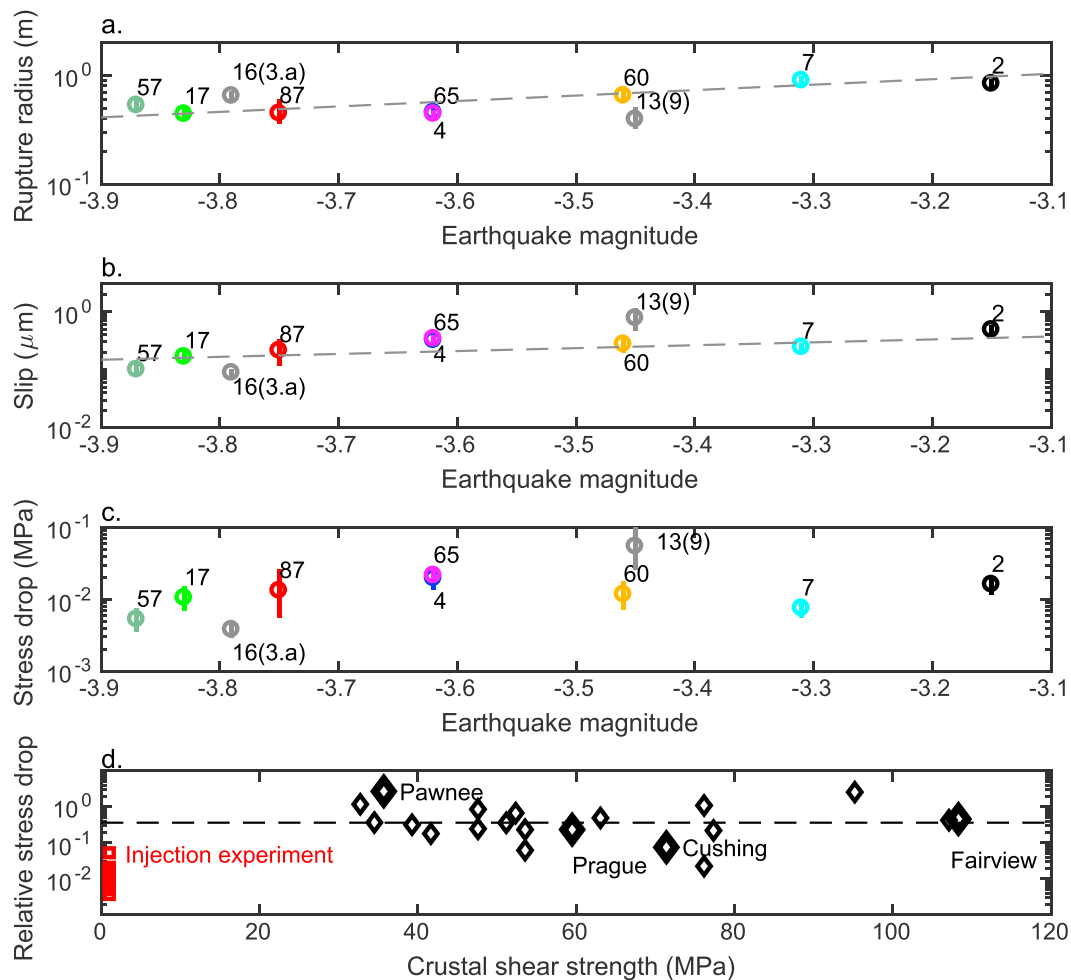 a.
Rupture radius (m)
10^0
10^-1
57
17
16(3.a)
87
65
4
60
13(9)
7
2
-3.9 -3.8 -3.7 -3.6 -3.5 -3.4 -3.3 -3.2 -3.1
Earthquake magnitude
b.
Slip (μm)
10^0
10^-2
57
17
16(3.a)
87
65
4
13(9)
60
7
2
-3.9 -3.8 -3.7 -3.6 -3.5 -3.4 -3.3 -3.2 -3.1
Earthquake magnitude
c.
Stress drop (MPa)
10^-1
10^-2
10^-3
57
17
16(3.a)
87
65
4
13(9)
60
7
2
-3.9 -3.8 -3.7 -3.6 -3.5 -3.4 -3.3 -3.2 -3.1
Earthquake magnitude
d.
Relative stress drop
10^0
10^-1
10^-2
Pawnee
Injection experiment
Prague
Cushing
Fairview
0 20 40 60 80 100 120
Crustal shear strength (MPa)